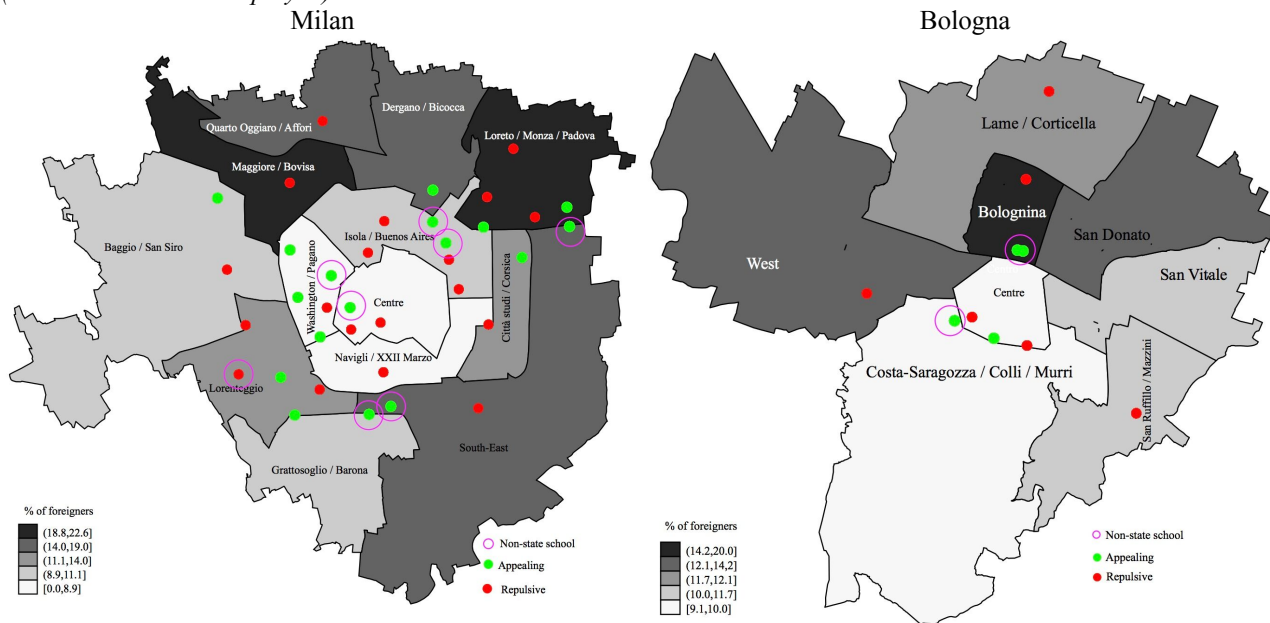 Milan
Bologna
Quarto Oggiaro / Affori
Dergano / Bicocca
Loreto / Monza / Padova
Maggiore / Bovisa
Baggio / San Siro
Isola / Buenos Aires
Washington / Pagano
Centre
Città studi / Corsica
Navigli / XXII Marzo
Lorenteggio
South-East
Grattosoglio / Barona
% of foreigners
(18.8,22.6]
(14.0,19.0]
(11.1,14.0]
(8.9,11.1]
[0.0,8.9]
Non-state school
Appealing
Repulsive
Lame / Corticella
Bolognina
San Donato
West
San Vitale
Centre
Costa-Saragozza / Colli / Murri
San Ruffillo / Mazzini
% of foreigners
(14.2,20.0]
(12.1,14,2]
(11.7,12.1]
(10.0,11.7]
[9.1,10.0]
Non-state school
Appealing
Repulsive